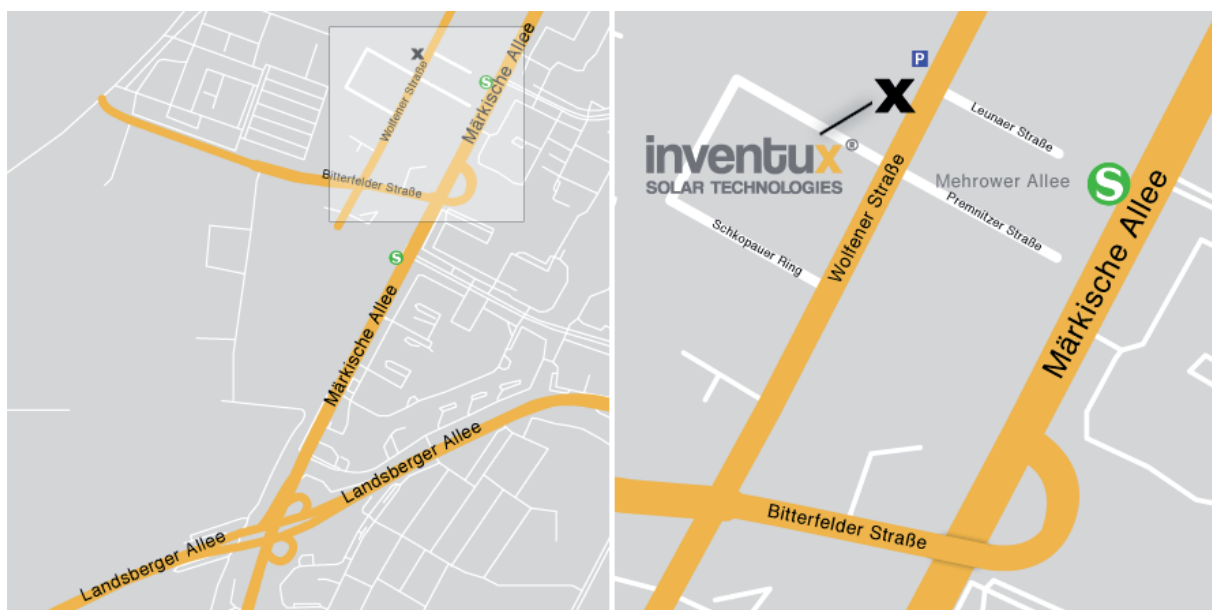 Märkische Allee
Wolfener Straße
Bitterfelder Straße
S
S
X
Märkische Allee
Landsberger Allee
Landsberger Allee
P
X
Leunaer Straße
inventux®
SOLAR TECHNOLOGIES
Mehrower Allee
S
Premnitzer Straße
Wolfener Straße
Schkopauer Ring
Märkische Allee
Bitterfelder Straße